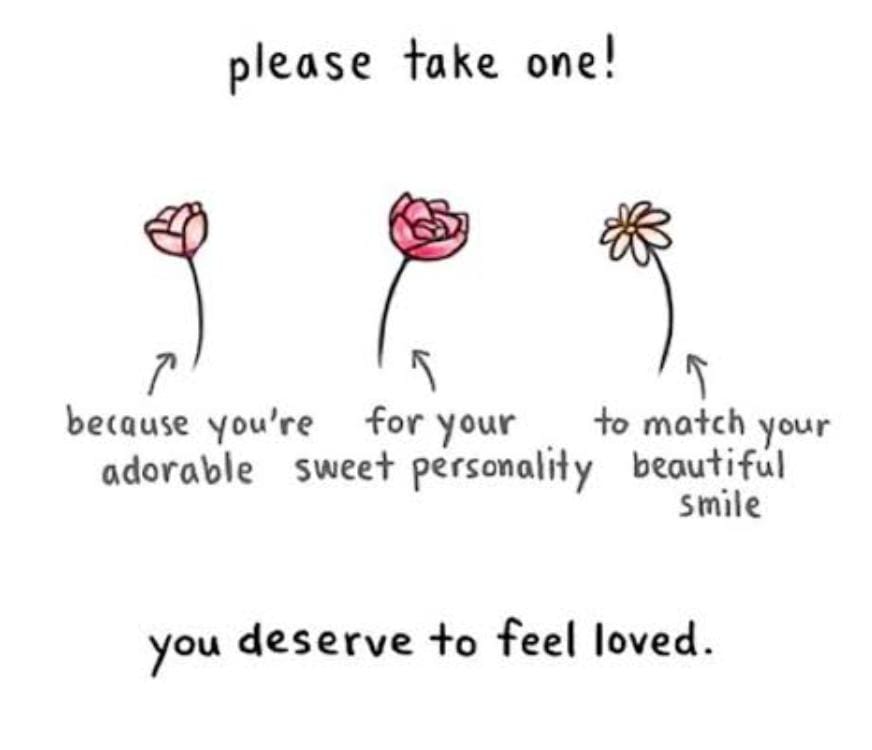 please take one!
because you're
adorable
for your
sweet personality
to match your
beautiful
smile
you deserve to feel loved.